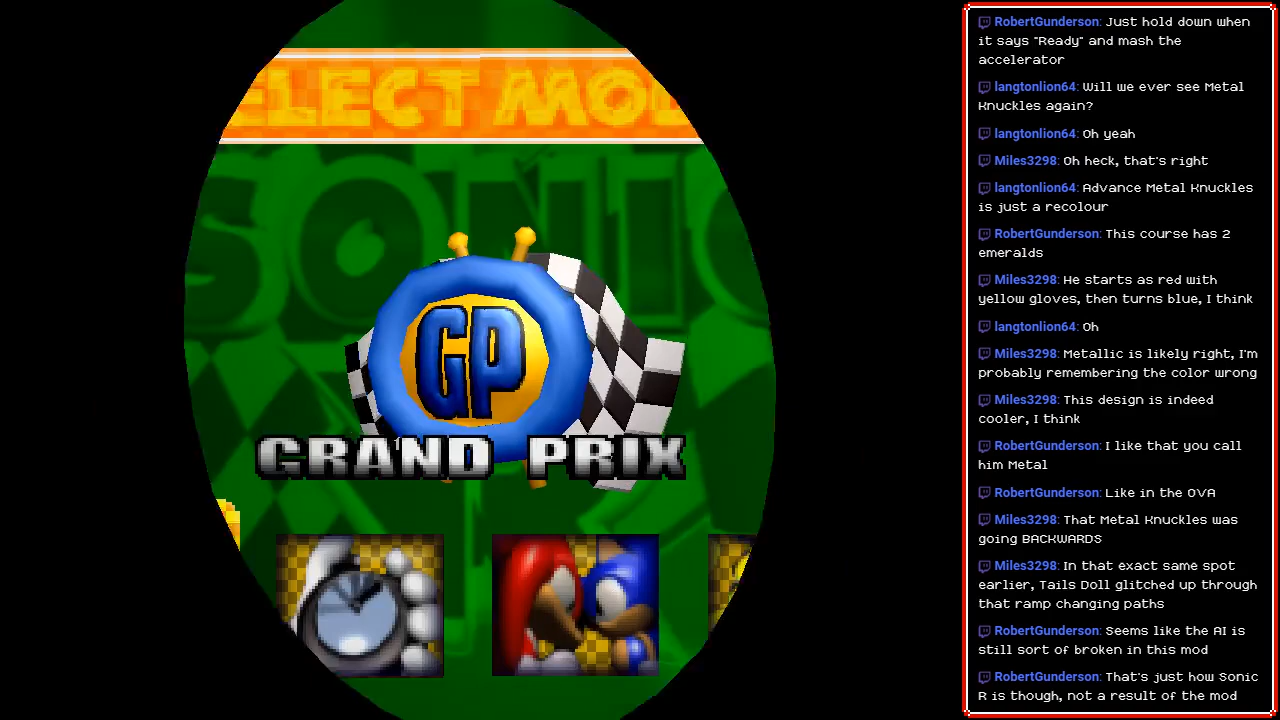 ELECT MOD
SONIC
GP
GRAND PRIX
RobertGunderson: Just hold down when
it says "Ready" and mash the
accelerator
langtonlion64: Will we ever see Metal
Knuckles again?
langtonlion64: Oh yeah
Miles3298: Oh heck, that's right
langtonlion64: Advance Metal Knuckles
is just a recolour
RobertGunderson: This course has 2
emeralds
Miles3298: He starts as red with
yellow gloves, then turns blue, I think
langtonlion64: Oh
Miles3298: Metallic is likely right, I'm
probably remembering the color wrong
Miles3298: This design is indeed
cooler, I think
RobertGunderson: I like that you call
him Metal
RobertGunderson: Like in the OVA
Miles3298: That Metal Knuckles was
going BACKWARDS
Miles3298: In that exact same spot
earlier, Tails Doll glitched up through
that ramp changing paths
RobertGunderson: Seems like the AI is
still sort of broken in this mod
RobertGunderson: That's just how Sonic
R is though, not a result of the mod